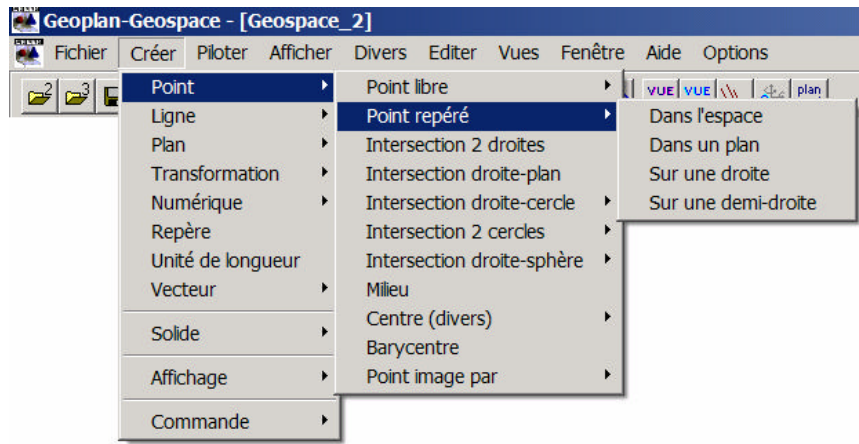 Geoplan-Geospace - [Geospace_2]
Fichier Créer Piloter Afficher Divers Editer Vues Fenêtre Aide Options
2 3 VUE VUE plan
Point
Ligne
Plan
Transformation
Numérique
Repère
Unité de longueur
Vecteur
Solide
Affichage
Commande
Point libre
Point repéré
Intersection 2 droites
Intersection droite-plan
Intersection droite-cercle
Intersection 2 cercles
Intersection droite-sphère
Milieu
Centre (divers)
Barycentre
Point image par
Dans l'espace
Dans un plan
Sur une droite
Sur une demi-droite